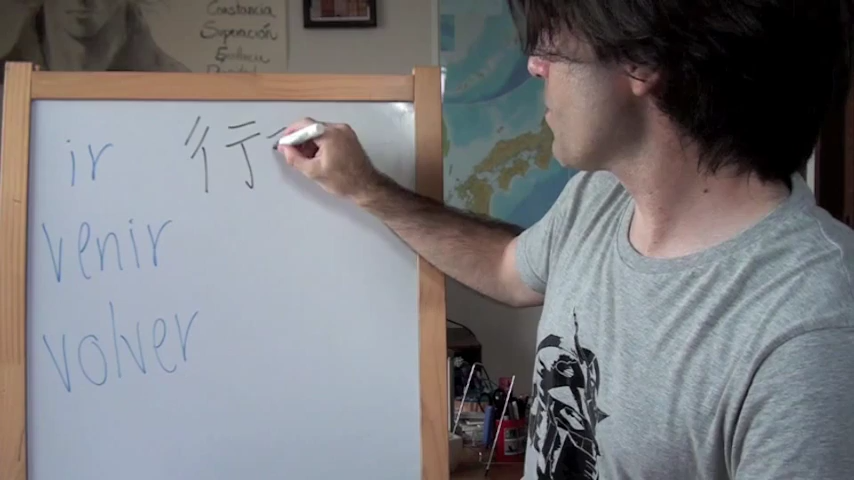 Constancia
Superación
ir 行
venir
volver